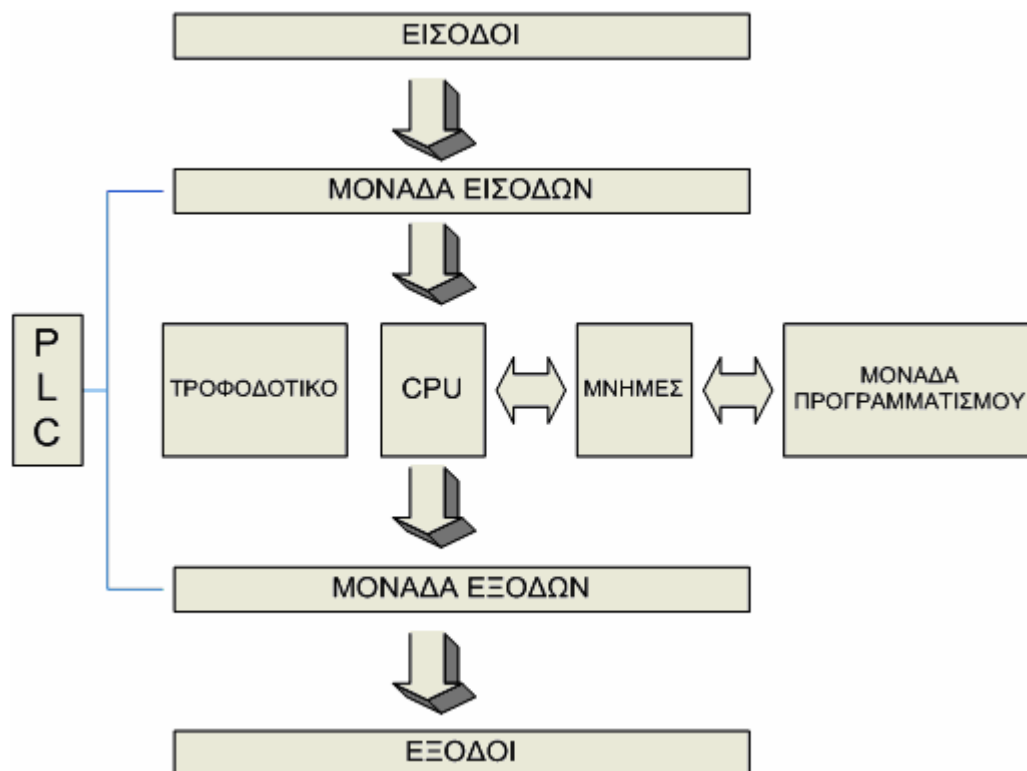 ΕΙΣΟΔΟΙ
ΜΟΝΑΔΑ ΕΙΣΟΔΩΝ
P
L
C
ΤΡΟΦΟΔΟΤΙΚΟ
CPU
ΜΝΗΜΕΣ
ΜΟΝΑΔΑ
ΠΡΟΓΡΑΜΜΑΤΙΣΜΟΥ
ΜΟΝΑΔΑ ΕΞΟΔΩΝ
ΕΞΟΔΟΙ